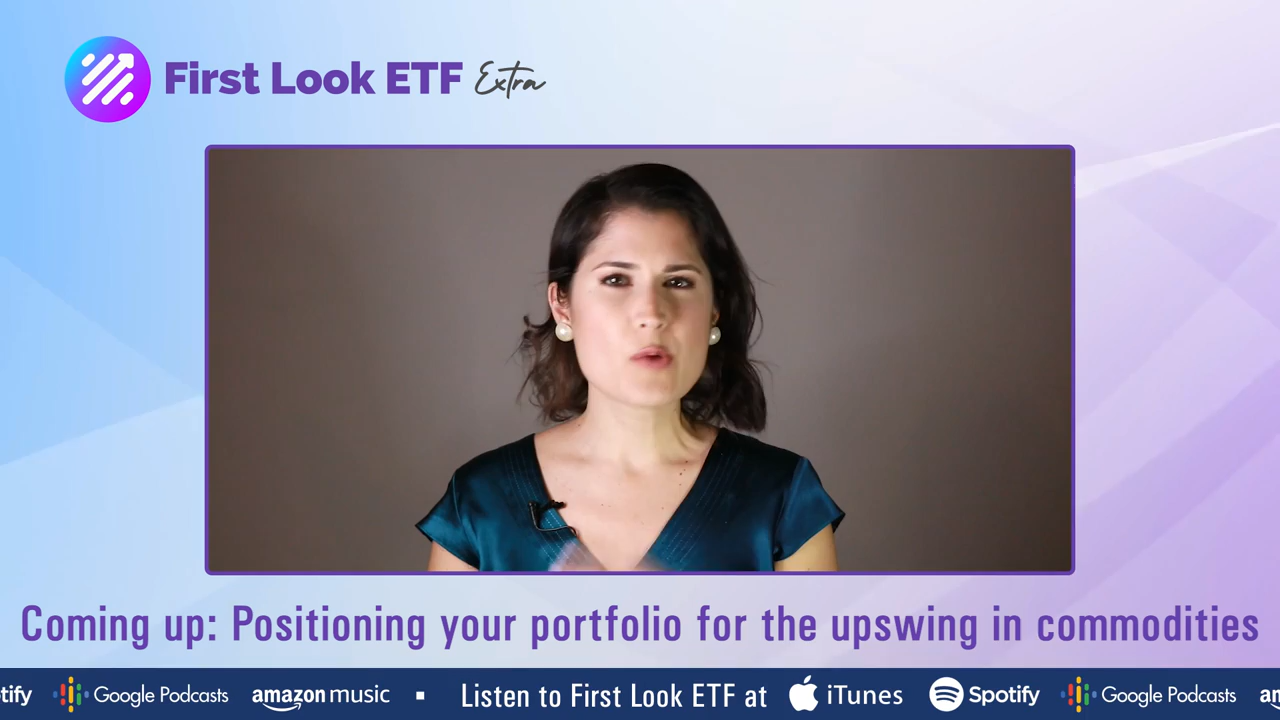 First Look ETF Extra
Coming up: Positioning your portfolio for the upswing in commodities
tify Google Podcasts amazon music ▪ Listen to First Look ETF at iTunes Spotify Google Podcasts am